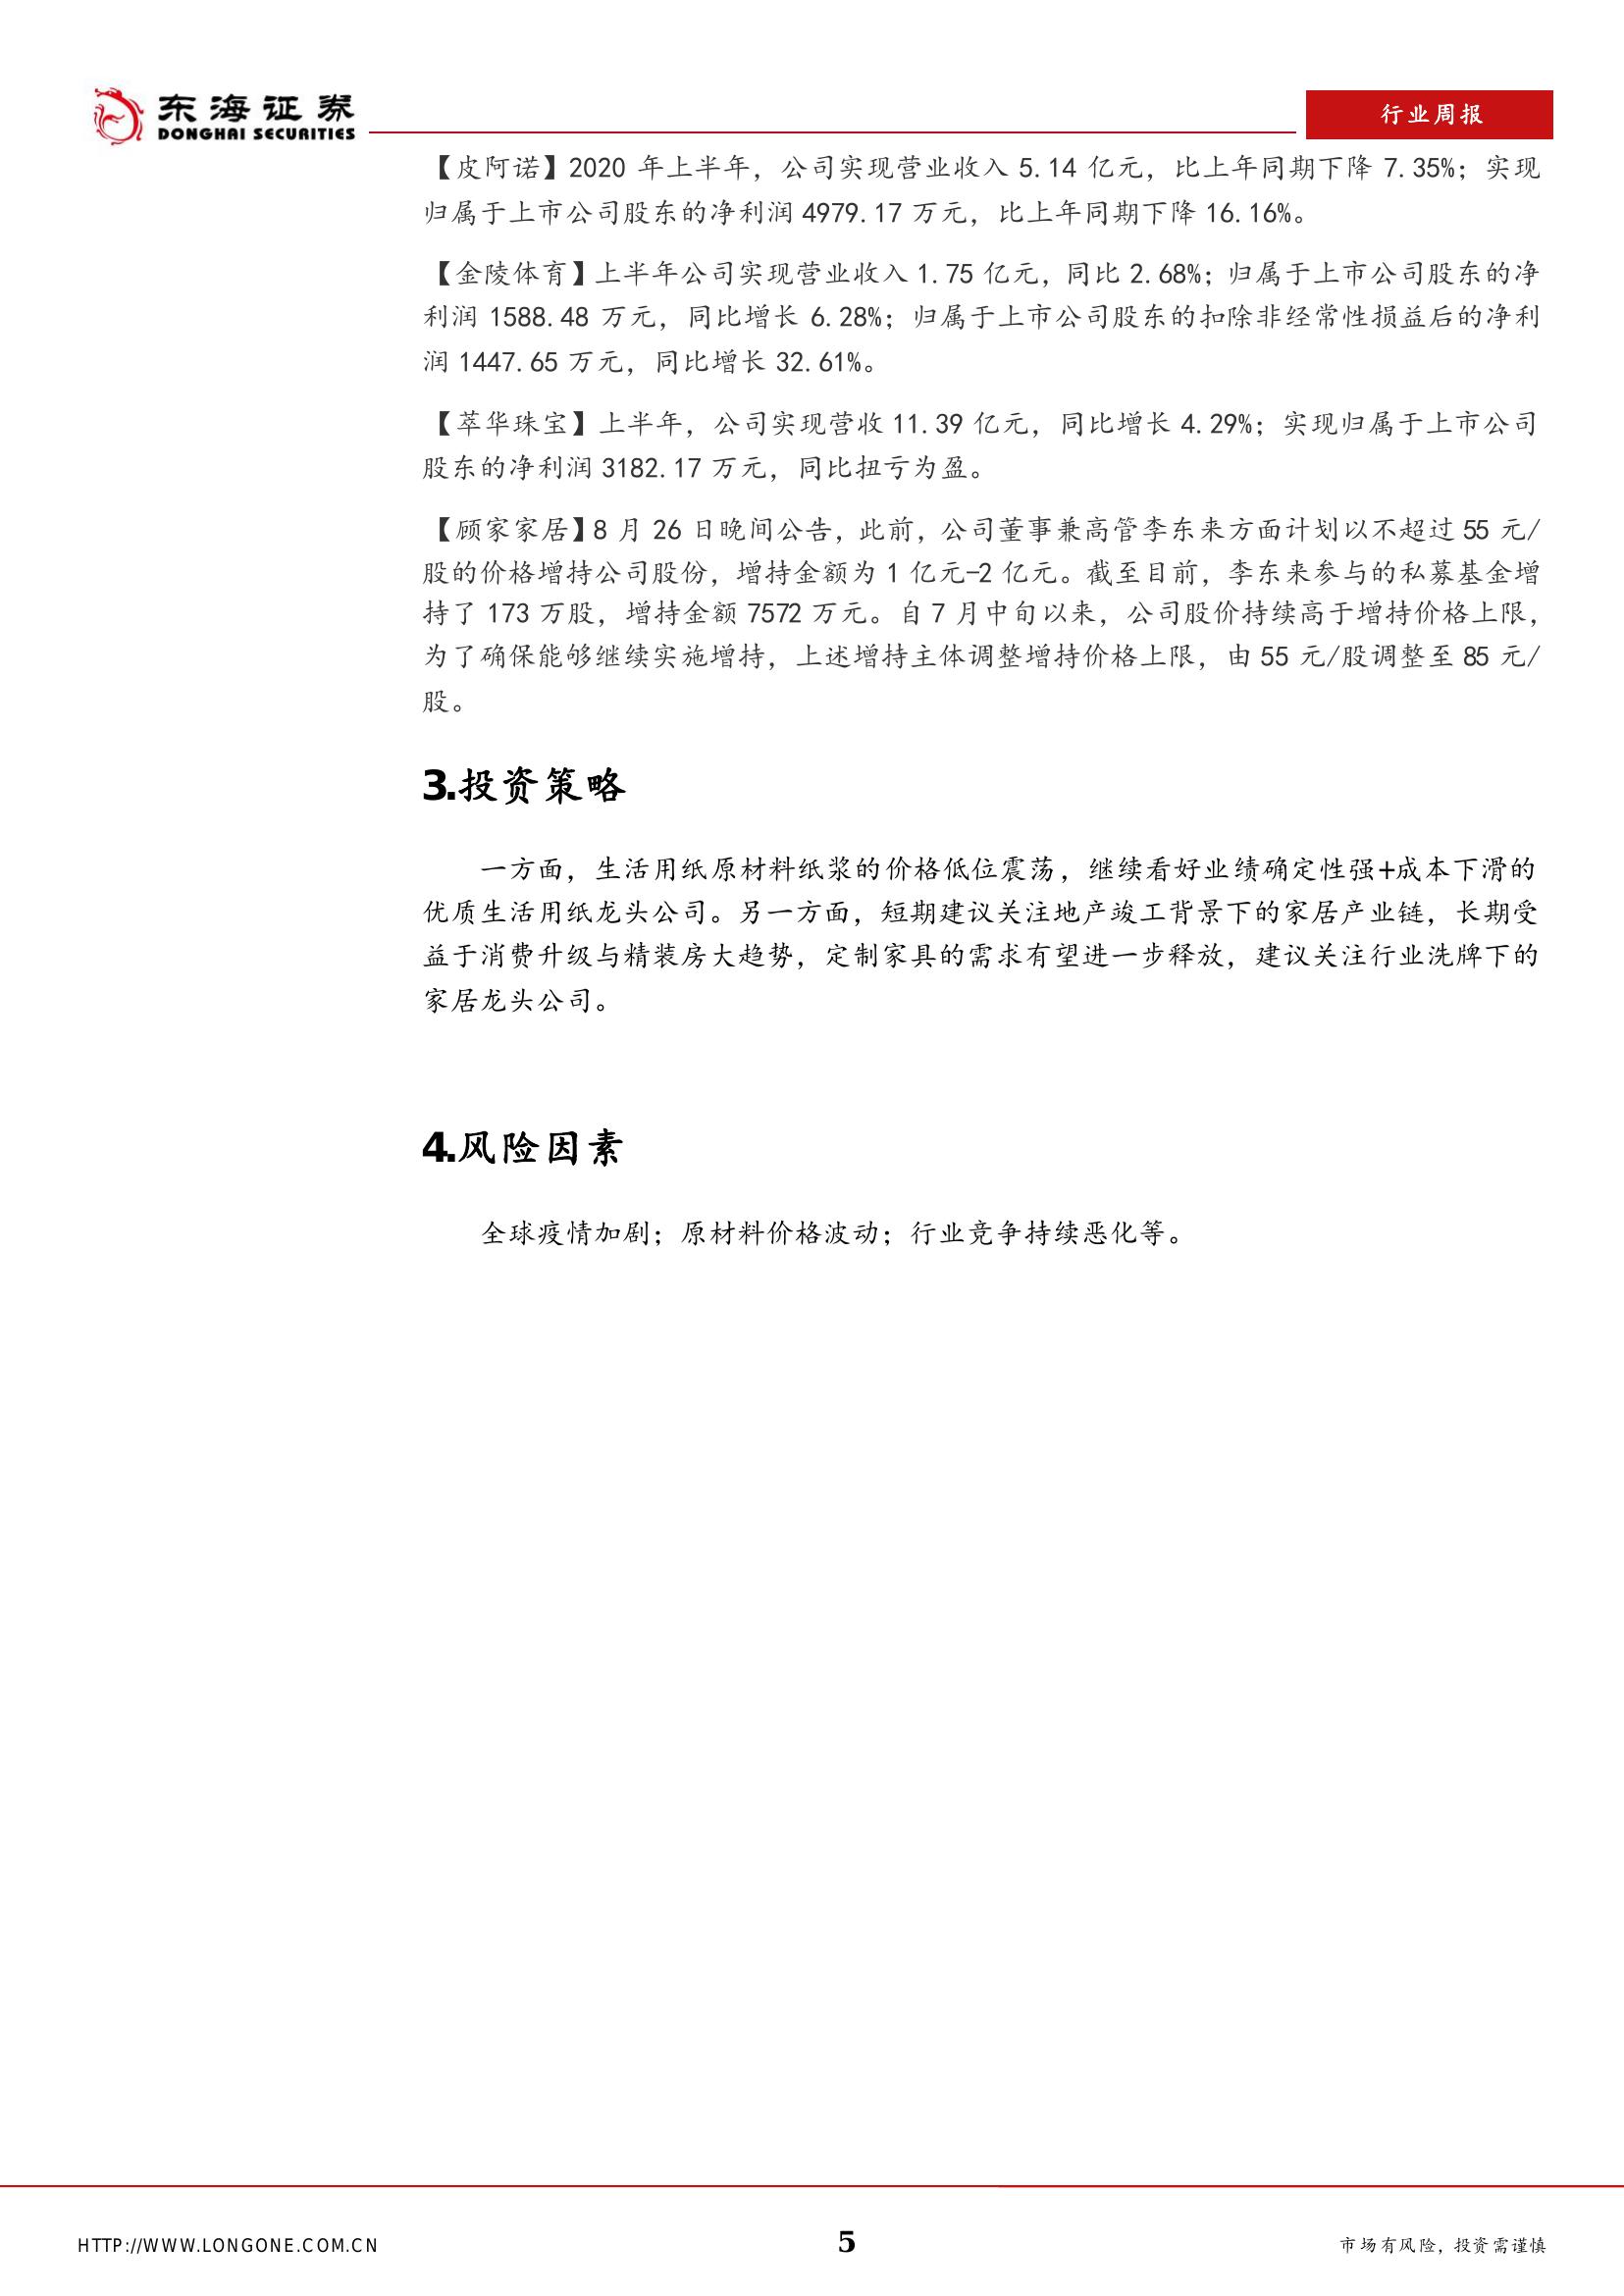 东海证券
DONGHAI SECURITIES
行业周报
【皮阿诺】2020 年上半年，公司实现营业收入 5.14 亿元，比上年同期下降 7.35%；实现
归属于上市公司股东的净利润 4979.17 万元，比上年同期下降 16.16%。
【金陵体育】上半年公司实现营业收入 1.75 亿元，同比 2.68%；归属于上市公司股东的净
利润 1588.48 万元，同比增长 6.28%；归属于上市公司股东的扣除非经常性损益后的净利
润 1447.65 万元，同比增长 32.61%。
【萃华珠宝】上半年，公司实现营收 11.39 亿元，同比增长 4.29%；实现归属于上市公司
股东的净利润 3182.17 万元，同比扭亏为盈。
【顾家家居】8 月 26 日晚间公告，此前，公司董事兼高管李东来方面计划以不超过 55 元/
股的价格增持公司股份，增持金额为 1 亿元-2 亿元。截至目前，李东来参与的私募基金增
持了 173 万股，增持金额 7572 万元。自 7 月中旬以来，公司股价持续高于增持价格上限，
为了确保能够继续实施增持，上述增持主体调整增持价格上限，由 55 元/股调整至 85 元/
股。
3.投资策略
一方面，生活用纸原材料纸浆的价格低位震荡，继续看好业绩确定性强+成本下滑的
优质生活用纸龙头公司。另一方面，短期建议关注地产竣工背景下的家居产业链，长期受
益于消费升级与精装房大趋势，定制家具的需求有望进一步释放，建议关注行业洗牌下的
家居龙头公司。
4.风险因素
全球疫情加剧；原材料价格波动；行业竞争持续恶化等。
HTTP://WWW.LONGONE.COM.CN
5
市场有风险，投资需谨慎